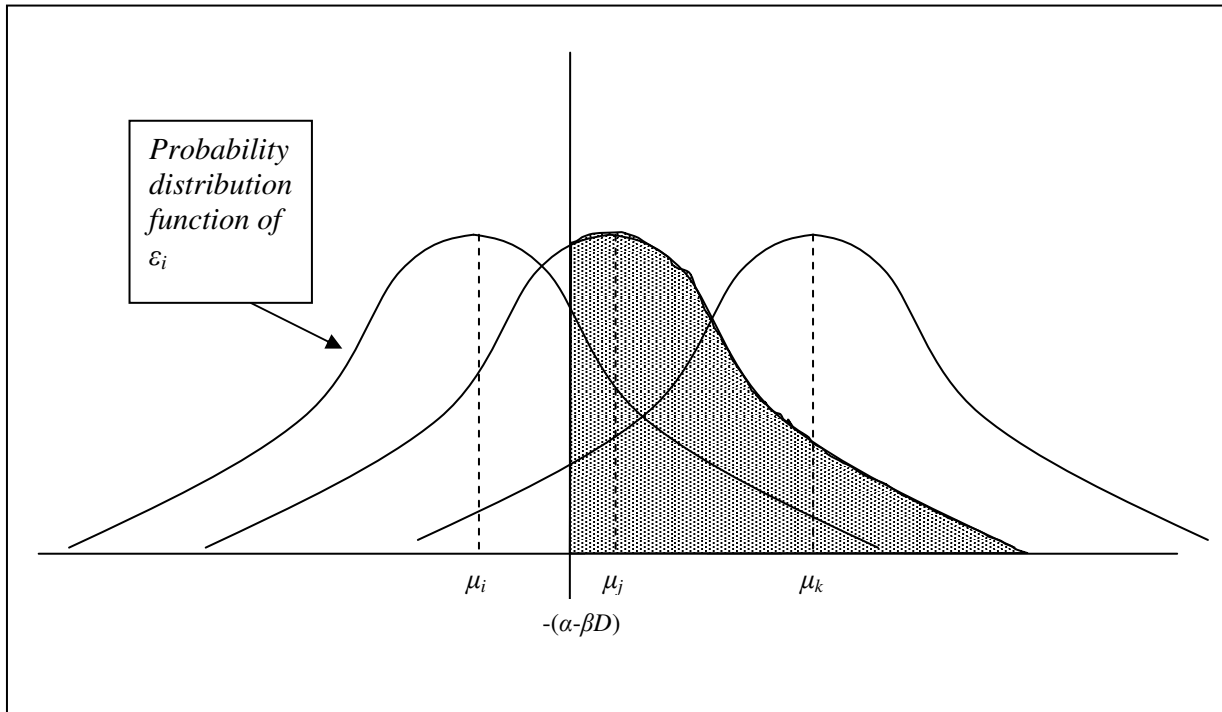 Probability
distribution
function of
εi
μi
μj
μk
-(α-βD)